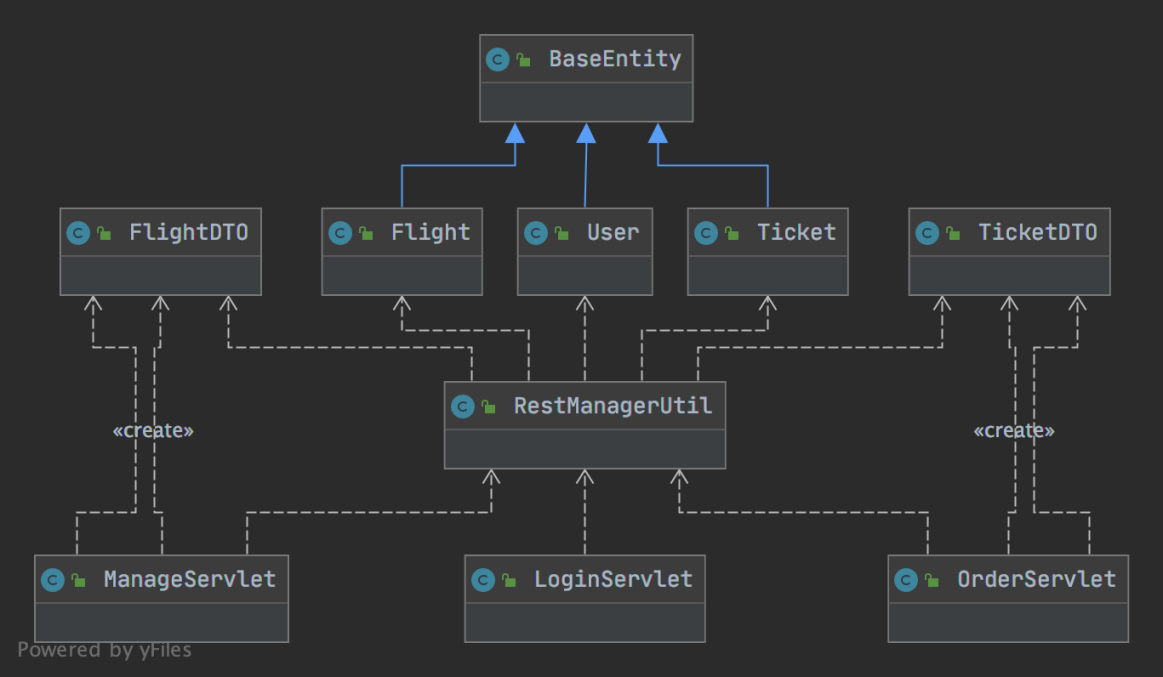 BaseEntity
FlightDTO
Flight
User
Ticket
TicketDTO
RestManagerUtil
«create»
«create»
ManageServlet
LoginServlet
OrderServlet
Powered by yFiles